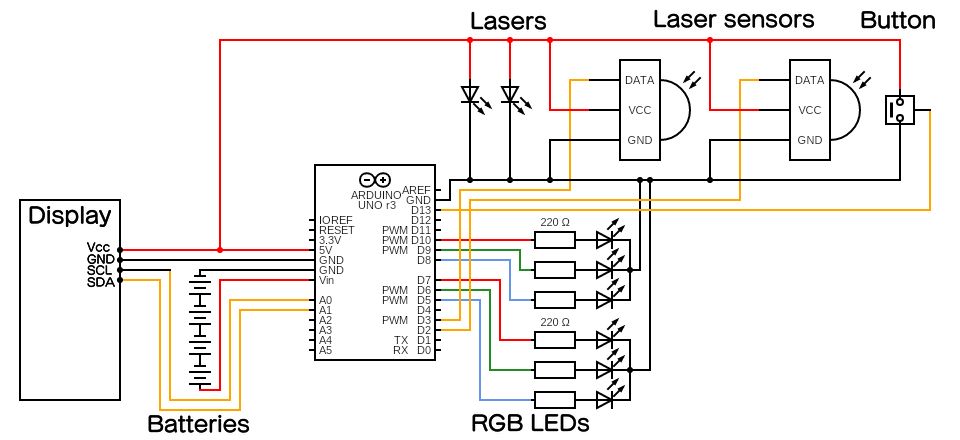 Lasers
Laser sensors
Button
DATA
VCC
GND
DATA
VCC
GND
ARDUINO
UNO r3
AREF
GND
D13
D12
PWM D11
PWM D10
PWM D9
D8
D7
PWM D6
PWM D5
D4
PWM D3
D2
TX D1
RX D0
IOREF
RESET
3.3V
5V
GND
GND
Vin
A0
A1
A2
A3
A4
A5
Display
Vcc
GND
SCL
SDA
220 Ω
220 Ω
Batteries
RGB LEDs